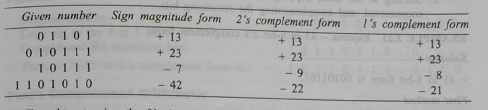 Given number Sign magnitude form 2's complement form 1's complement form
0 1 1 0 1 + 13 + 13 + 13
0 1 0 1 1 1 + 23 + 23 + 23
1 0 1 1 1 - 7 - 9 - 8
1 1 0 1 0 1 0 - 42 - 22 - 21